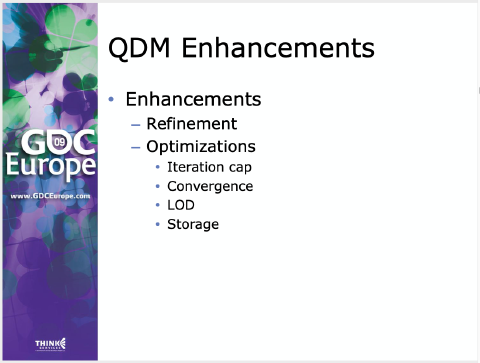 QDM Enhancements
• Enhancements
– Refinement
– Optimizations
• Iteration cap
• Convergence
• LOD
• Storage
GDC
09
Europe
www.GDCEurope.com
THINK
SERVICES